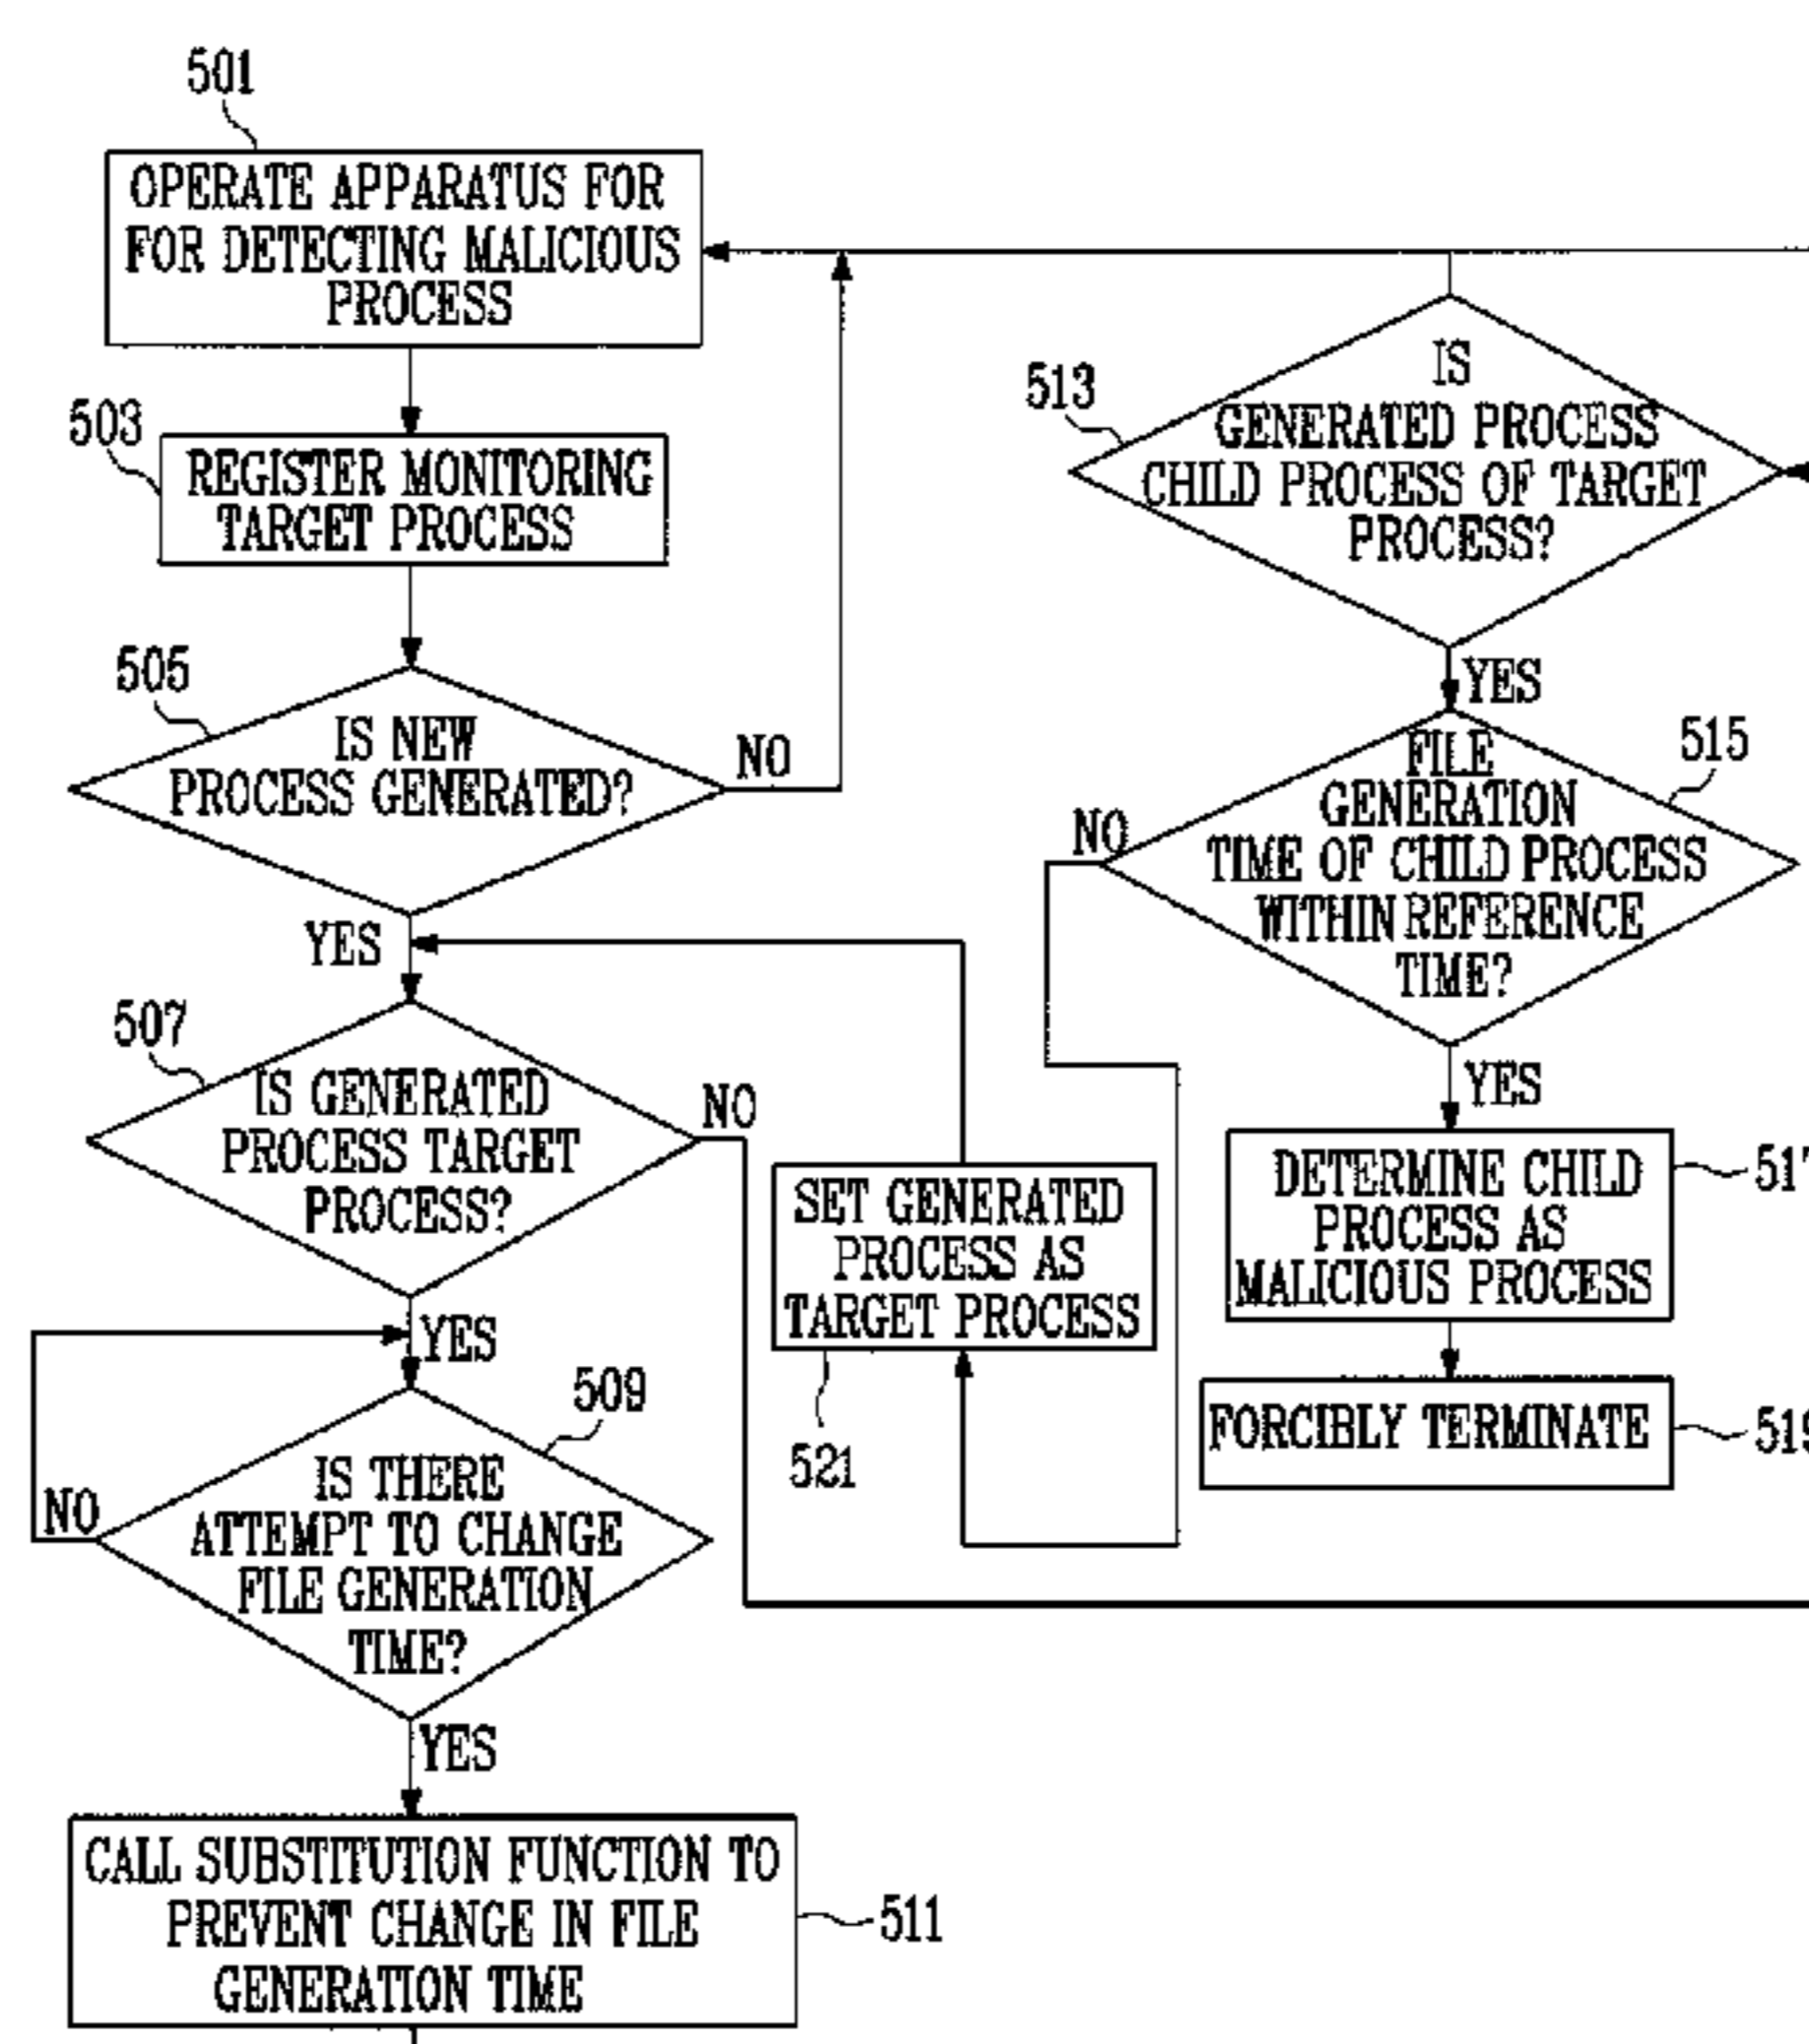 501
OPERATE APPARATUS FOR
FOR DETECTING MALICIOUS
PROCESS
503
REGISTER MONITORING
TARGET PROCESS
505
IS NEW
PROCESS GENERATED?
NO
YES
507
IS GENERATED
PROCESS TARGET
PROCESS?
NO
YES
509
IS THERE
ATTEMPT TO CHANGE
FILE GENERATION
TIME?
NO
YES
CALL SUBSTITUTION FUNCTION TO
PREVENT CHANGE IN FILE
GENERATION TIME
511
SET GENERATED
PROCESS AS
TARGET PROCESS
521
513
IS
GENERATED PROCESS
CHILD PROCESS OF TARGET
PROCESS?
YES
515
FILE
GENERATION
TIME OF CHILD PROCESS
WITHIN REFERENCE
TIME?
NO
YES
DETERMINE CHILD
PROCESS AS
MALICIOUS PROCESS
517
FORCIBLY TERMINATE
519